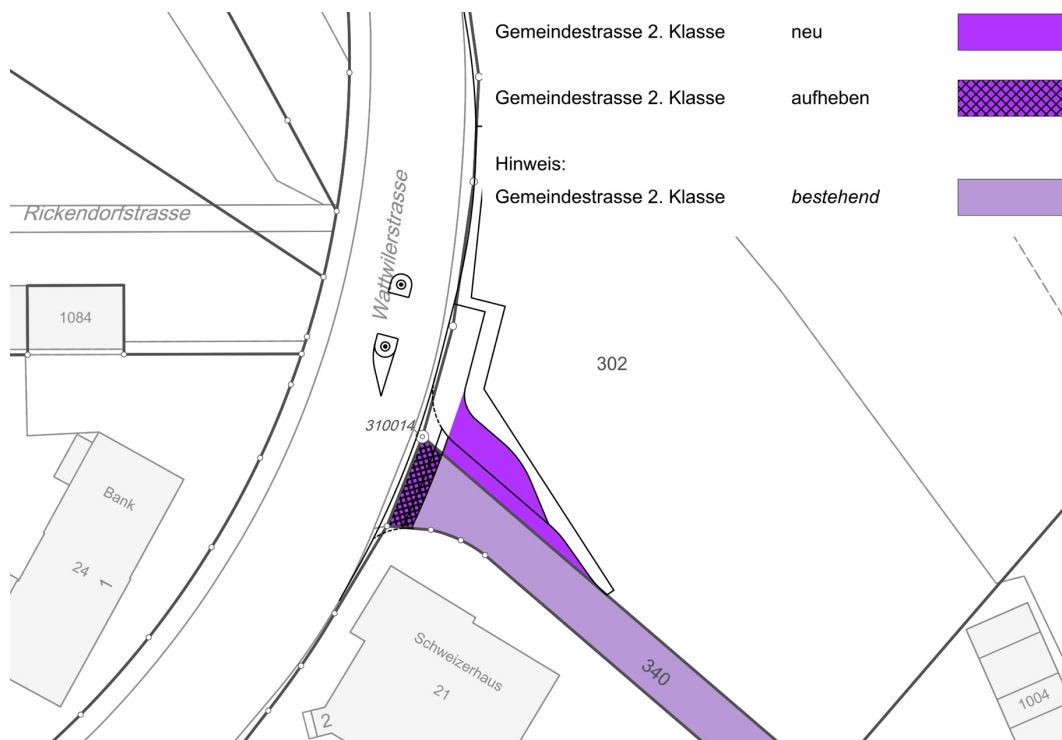 Gemeindestrasse 2. Klasse neu
Gemeindestrasse 2. Klasse aufheben
Hinweis:
Gemeindestrasse 2. Klasse bestehend
Rickendorfstrasse
Wattwilerstrasse
1084
302
310014
Bank
24
1
Schweizerhaus
21
2
340
1004